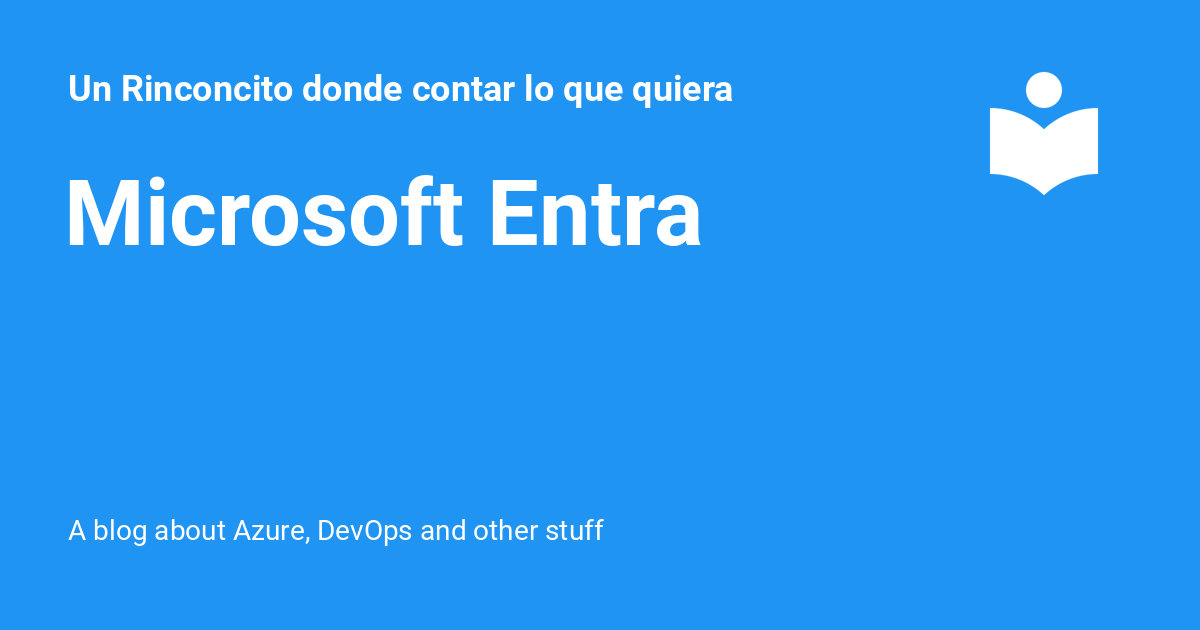 Un Rinconcito donde contar lo que quiera
Microsoft Entra
A blog about Azure, DevOps and other stuff